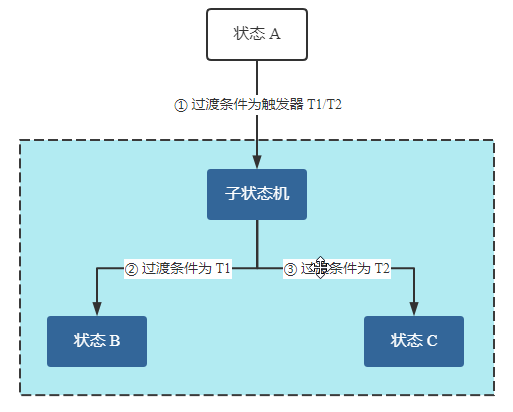 状态 A
① 过渡条件为触发器 T1/T2
子状态机
② 过渡条件为 T1
③ 过渡条件为 T2
状态 B
状态 C